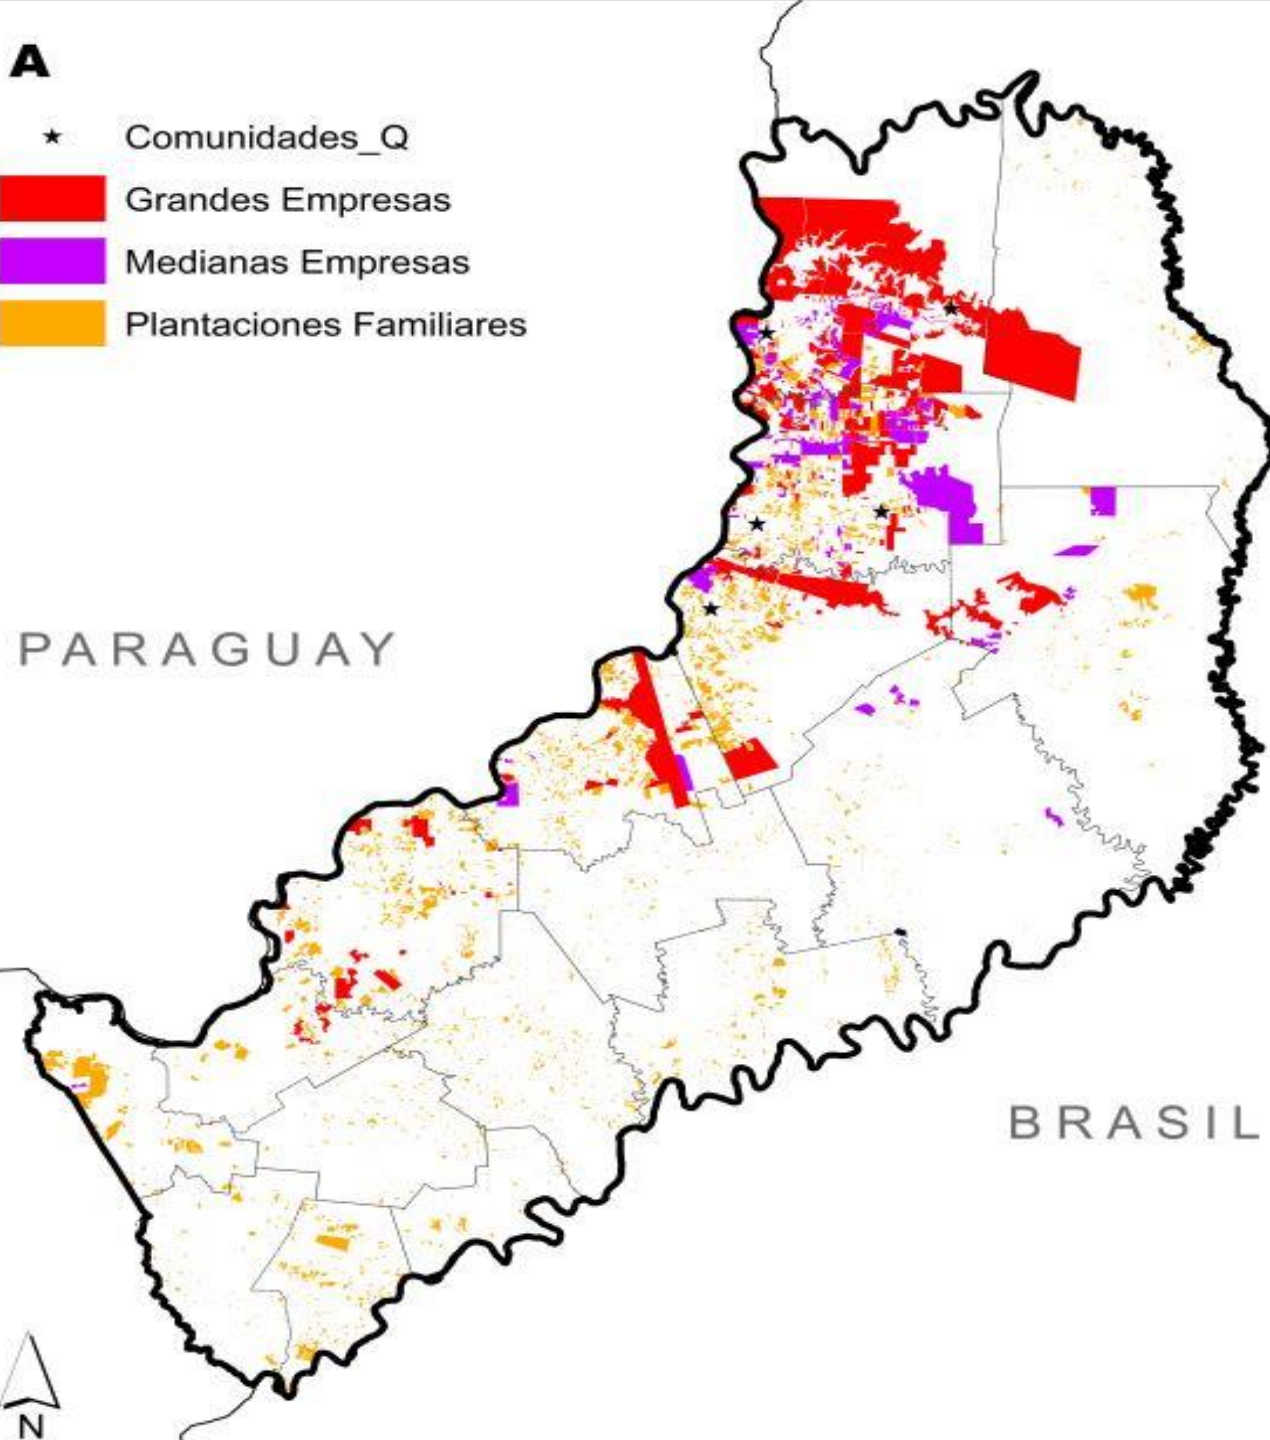 A
Comunidades_Q
Grandes Empresas
Medianas Empresas
Plantaciones Familiares
PARAGUAY
BRASIL
N